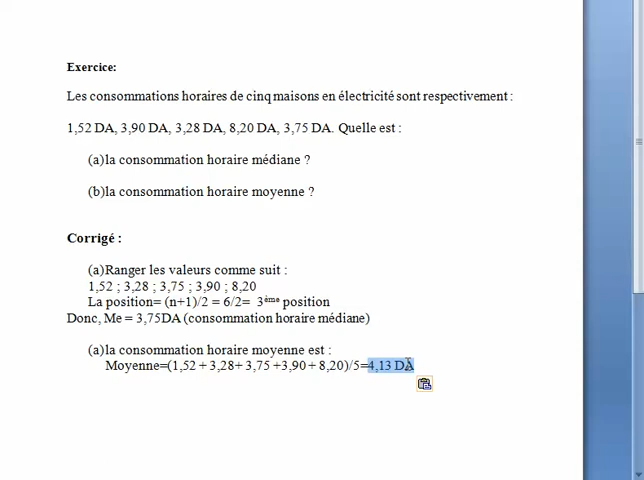 Exercice:
Les consommations horaires de cinq maisons en électricité sont respectivement :
1,52 DA, 3,90 DA, 3,28 DA, 8,20 DA, 3,75 DA. Quelle est :
(a)la consommation horaire médiane ?
(b)la consommation horaire moyenne ?
Corrigé :
(a)Ranger les valeurs comme suit :
1,52 ; 3,28 ; 3,75 ; 3,90 ; 8,20
La position= (n+1)/2 = 6/2= 3ème position
Donc, Me = 3,75DA (consommation horaire médiane)
(a)la consommation horaire moyenne est :
Moyenne=(1,52 + 3,28+ 3,75 +3,90 + 8,20)/5=4,13 DA